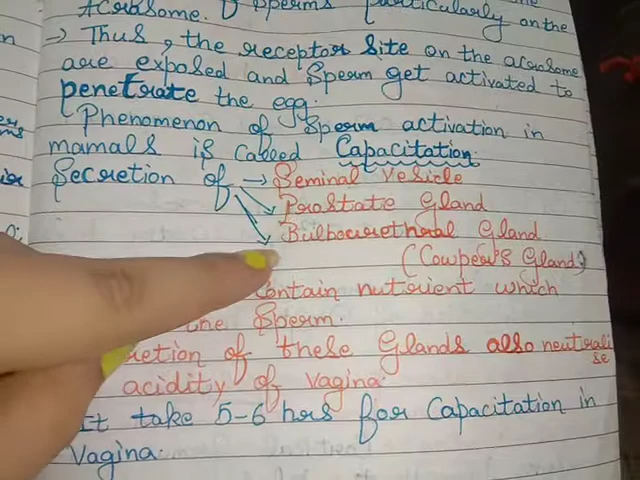 Acrosome. Sperms particularly on the
→ Thus, the receptor site on the acrosome
are exposed and Sperm get activated to
penetrate the egg.
Phenomenon of Sperm activation in
mamals is called Capacitation.
Secretion of → Seminal vesicle
Prostate Gland
Bulbourethral Gland
(Cowper's Gland)
Contain nutrient which
the Sperm.
of these Glands also neutrali
se
acidity of vagina.
It take 5-6 hrs for Capacitation in
Vagina.